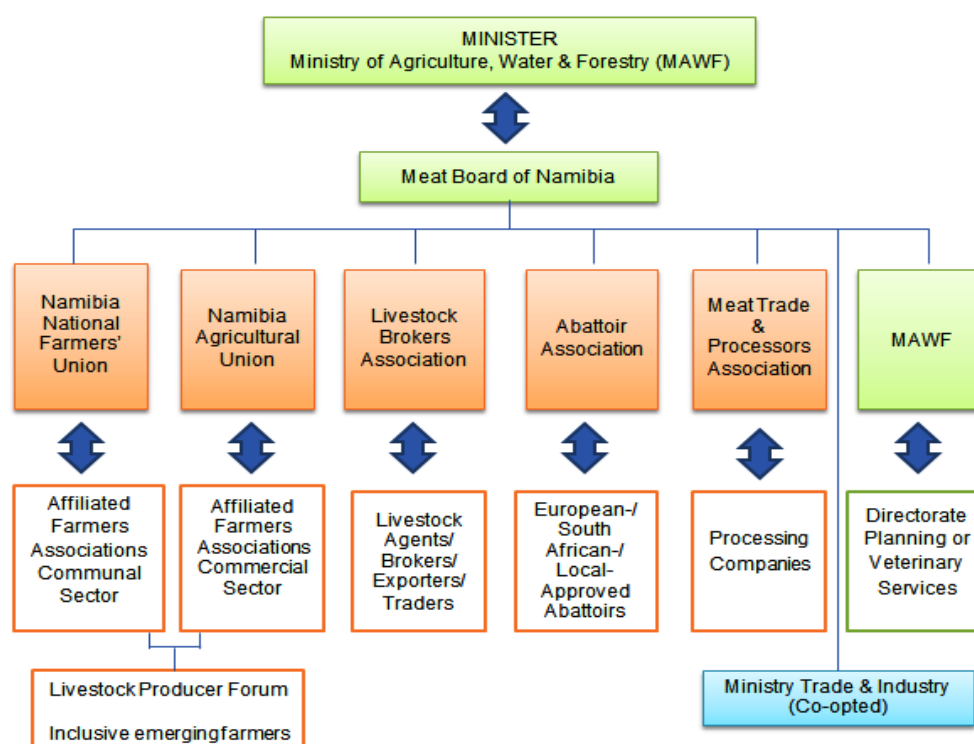 MINISTER
Ministry of Agriculture, Water & Forestry (MAWF)
Meat Board of Namibia
Namibia
National
Farmers'
Union
Namibia
Agricultural
Union
Livestock
Brokers
Association
Abattoir
Association
Meat Trade
&
Processors
Association
MAWF
Affiliated
Farmers
Associations
Communal
Sector
Affiliated
Farmers
Associations
Commercial
Sector
Livestock
Agents/
Brokers/
Exporters/
Traders
European-/
South
African-/
Local-
Approved
Abattoirs
Processing
Companies
Directorate
Planning or
Veterinary
Services
Livestock Producer Forum
Inclusive emerging farmers
Ministry Trade & Industry
(Co-opted)